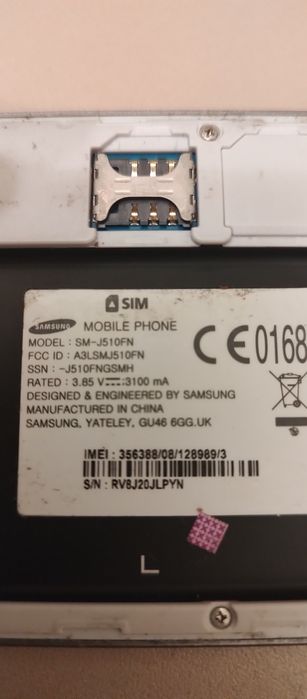 SIM
SAMSUNG MOBILE PHONE
MODEL : SM-J510FN
FCC ID : A3LSMJ510FN
SSN : -J510FNGSMH
RATED : 3.85 V⎓;3100 mA
DESIGNED & ENGINEERED BY SAMSUNG
MANUFACTURED IN CHINA
SAMSUNG, YATELEY, GU46 6GG.UK
CE0168
IMEI : 356388/08/128989/3
S/N : RV8J20JLPYN